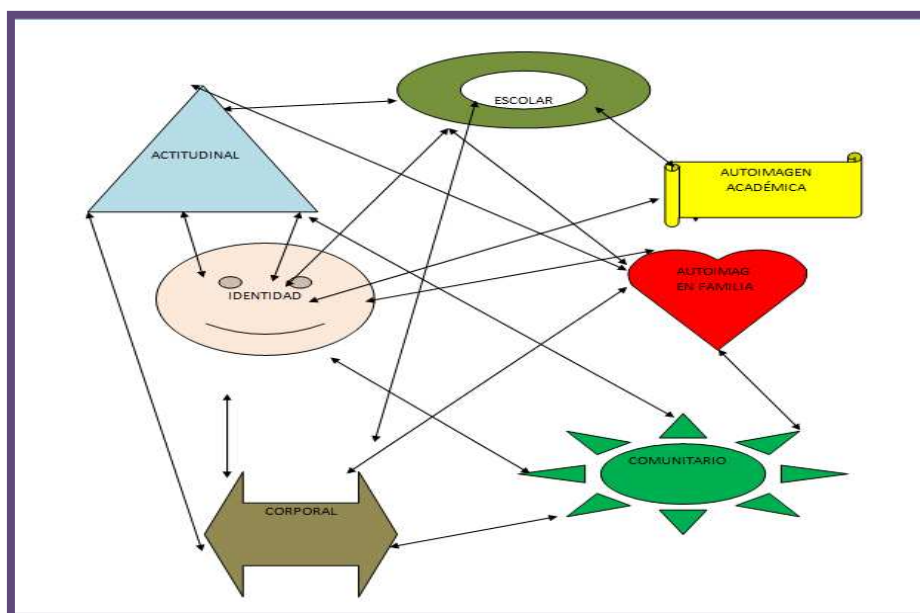 ESCOLAR
ACTITUDINAL
AUTOIMAGEN
ACADÉMICA
AUTOIMAG
EN FAMILIA
IDENTIDAD
COMUNITARIO
CORPORAL